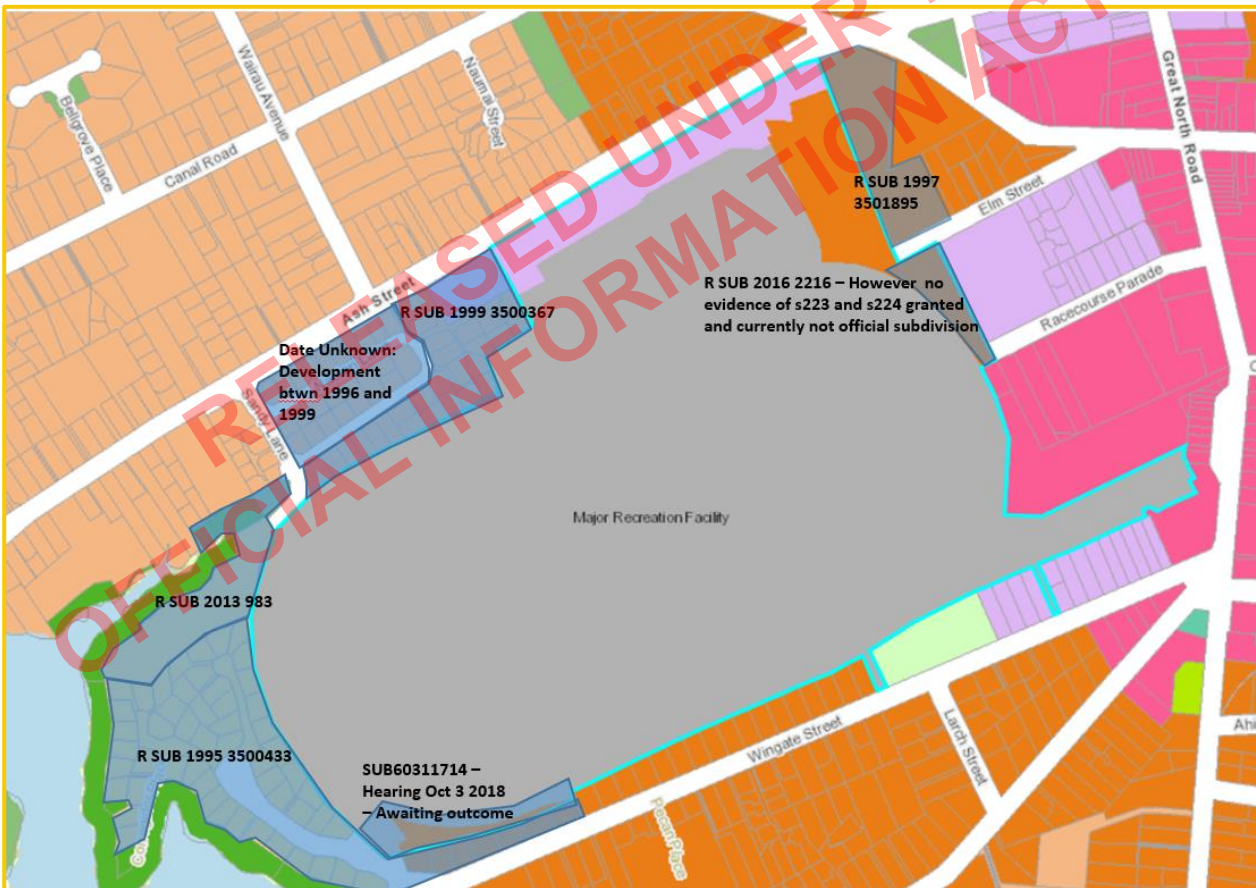 RELEASED UNDER THE
OFFICIAL INFORMATION ACT
Bellgrove Place
Wairau Avenue
Canal Road
Naumai Street
Great North Road
R SUB 1997
3501895
Elm Street
Racecourse Parade
R SUB 2016 2216 – However no
evidence of s223 and s224 granted
and currently not official subdivision
Ash Street
R SUB 1999 3500367
Date Unknown:
Development
btwn 1996 and
1999
Sandy Lane
Major Recreation Facility
R SUB 2013 983
R SUB 1995 3500433
SUB60311714 –
Hearing Oct 3 2018
– Awaiting outcome
Wingate Street
Larch Street
Pecan Place
Ahi